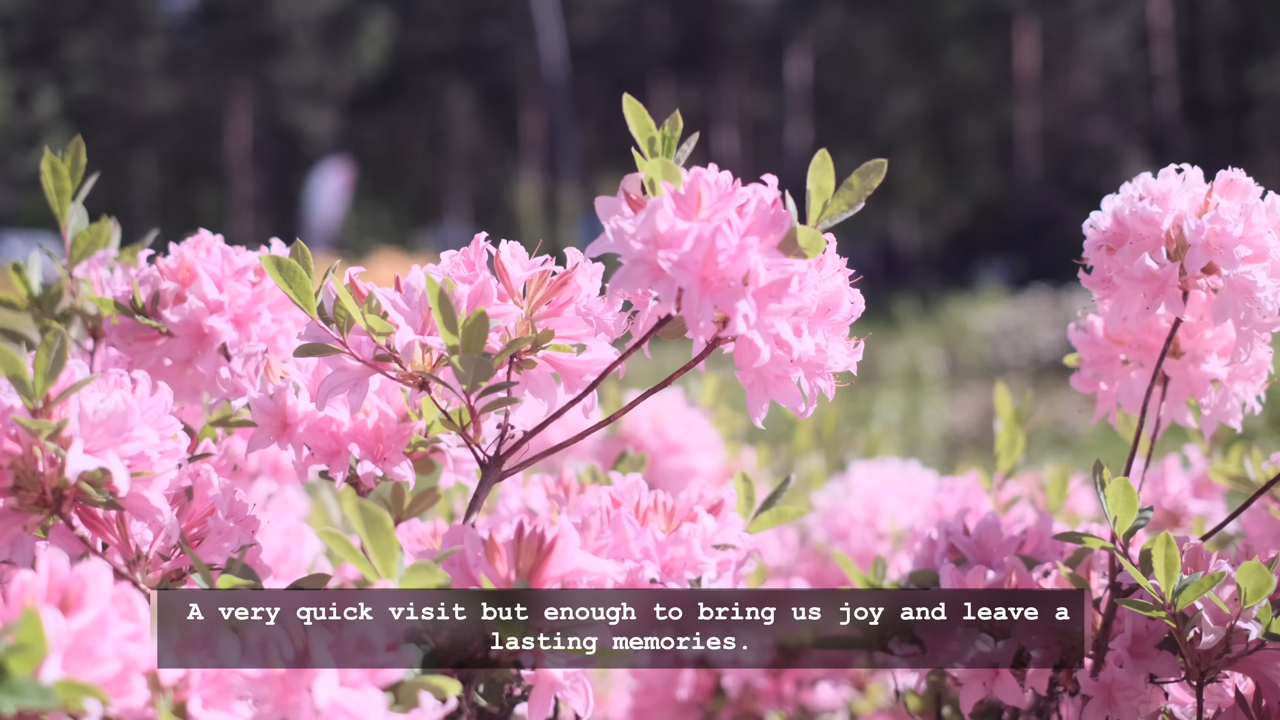 A very quick visit but enough to bring us joy and leave a
lasting memories.